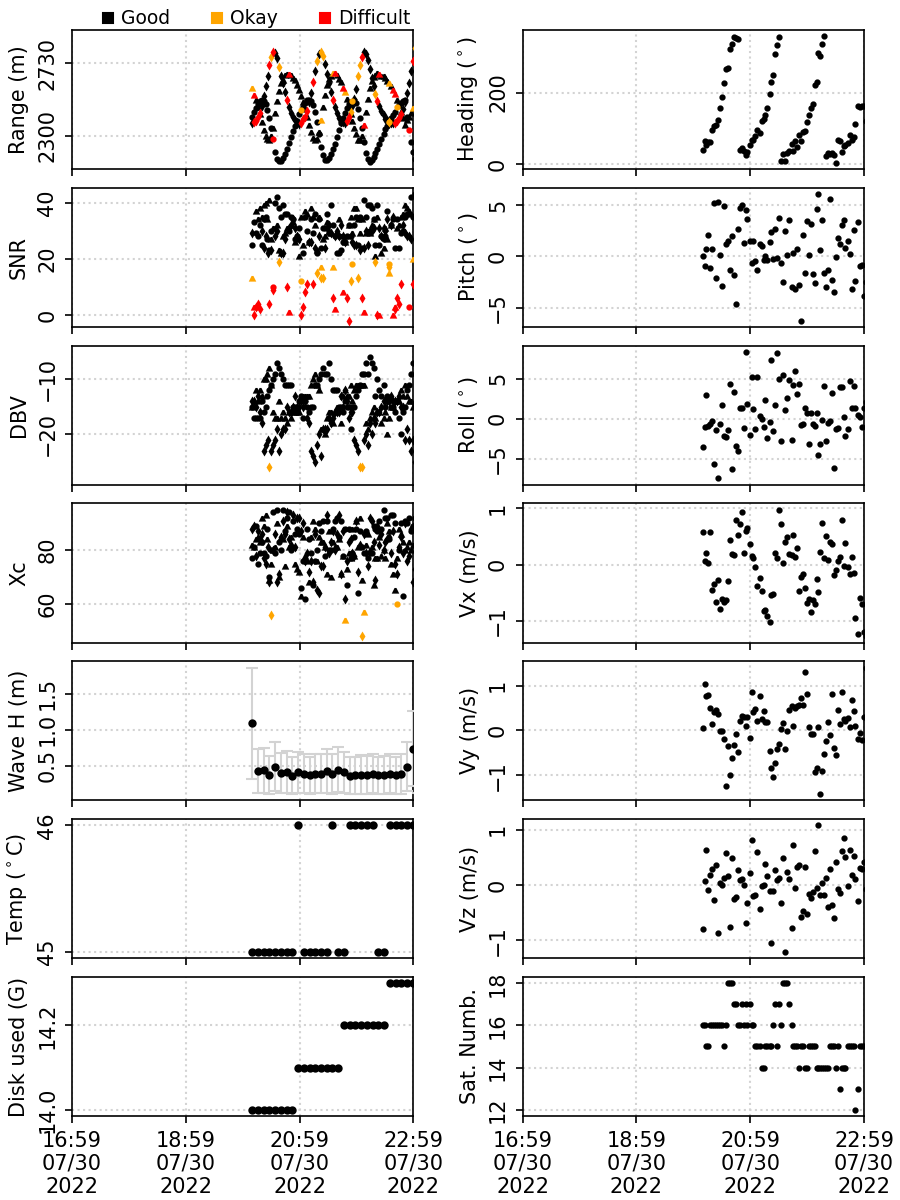 Good Okay Difficult
Range (m)
2730
2300
Heading (°)
200
0
SNR
40
20
0
Pitch (°)
5
0
−5
DBV
−10
−20
Roll (°)
5
0
−5
Xc
80
60
Vx (m/s)
1
0
−1
Wave H (m)
1.5
1.0
0.5
Vy (m/s)
1
0
−1
Temp (°C)
46
45
Vz (m/s)
1
0
−1
Disk used (G)
14.2
14.0
Sat. Numb.
18
16
14
12
16:59 18:59 20:59 22:59
07/30 07/30 07/30 07/30
2022 2022 2022 2022
16:59 18:59 20:59 22:59
07/30 07/30 07/30 07/30
2022 2022 2022 2022